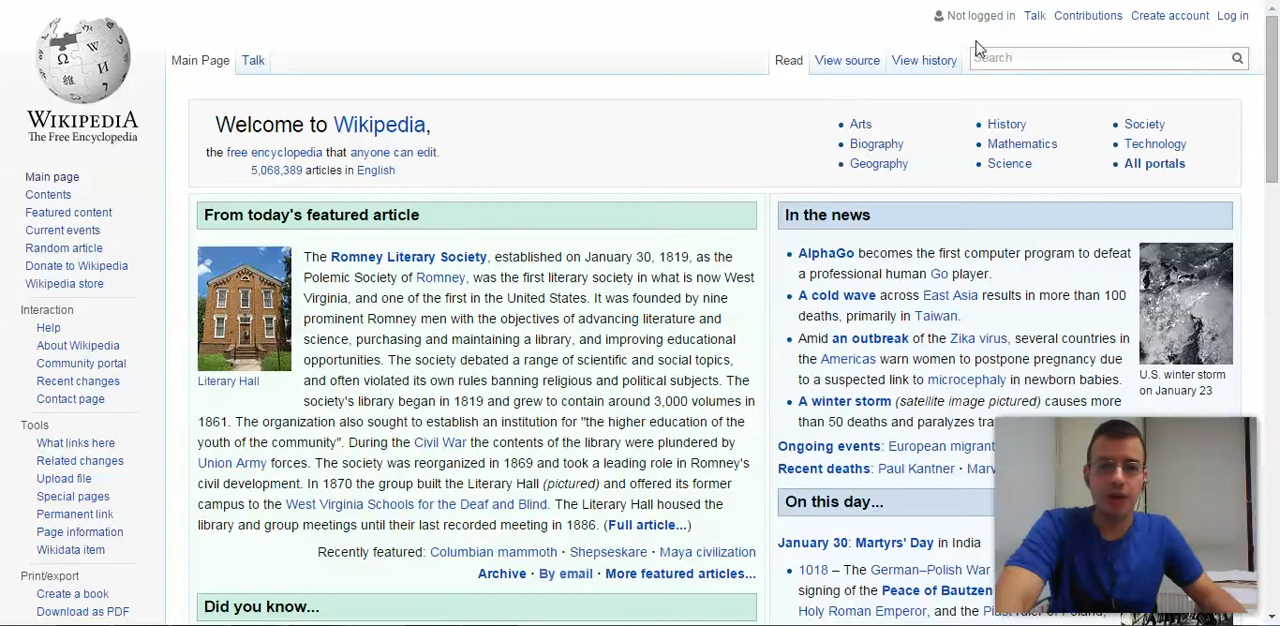 Not logged in Talk Contributions Create account Log in
Main Page Talk Read View source View history Search
WIKIPEDIA
The Free Encyclopedia
Main page
Contents
Featured content
Current events
Random article
Donate to Wikipedia
Wikipedia store
Interaction
Help
About Wikipedia
Community portal
Recent changes
Contact page
Tools
What links here
Related changes
Upload file
Special pages
Permanent link
Page information
Wikidata item
Print/export
Create a book
Download as PDF
Welcome to Wikipedia,
the free encyclopedia that anyone can edit.
5,068,389 articles in English
Arts
Biography
Geography
History
Mathematics
Science
Society
Technology
All portals
From today's featured article
The Romney Literary Society, established on January 30, 1819, as the
Polemic Society of Romney, was the first literary society in what is now West
Virginia, and one of the first in the United States. It was founded by nine
prominent Romney men with the objectives of advancing literature and
science, purchasing and maintaining a library, and improving educational
opportunities. The society debated a range of scientific and social topics,
and often violated its own rules banning religious and political subjects. The
society's library began in 1819 and grew to contain around 3,000 volumes in
1861. The organization also sought to establish an institution for "the higher education of the
youth of the community". During the Civil War the contents of the library were plundered by
Union Army forces. The society was reorganized in 1869 and took a leading role in Romney's
civil development. In 1870 the group built the Literary Hall (pictured) and offered its former
campus to the West Virginia Schools for the Deaf and Blind. The Literary Hall housed the
library and group meetings until their last recorded meeting in 1886. (Full article...)
Literary Hall
Recently featured: Columbian mammoth · Shepseskare · Maya civilization
Archive · By email · More featured articles...
Did you know...
In the news
AlphaGo becomes the first computer program to defeat
a professional human Go player.
A cold wave across East Asia results in more than 100
deaths, primarily in Taiwan.
Amid an outbreak of the Zika virus, several countries in
the Americas warn women to postpone pregnancy due
to a suspected link to microcephaly in newborn babies.
A winter storm (satellite image pictured) causes more
than 50 deaths and paralyzes
U.S. winter storm
on January 23
Ongoing events: European
Recent deaths: Paul Kantner ·
On this day...
January 30: Martyrs' Day in India
1018 – The German–Polish War
signing of the Peace of Bautzen
Holy Roman Emperor, and the Piast ruler of Poland,